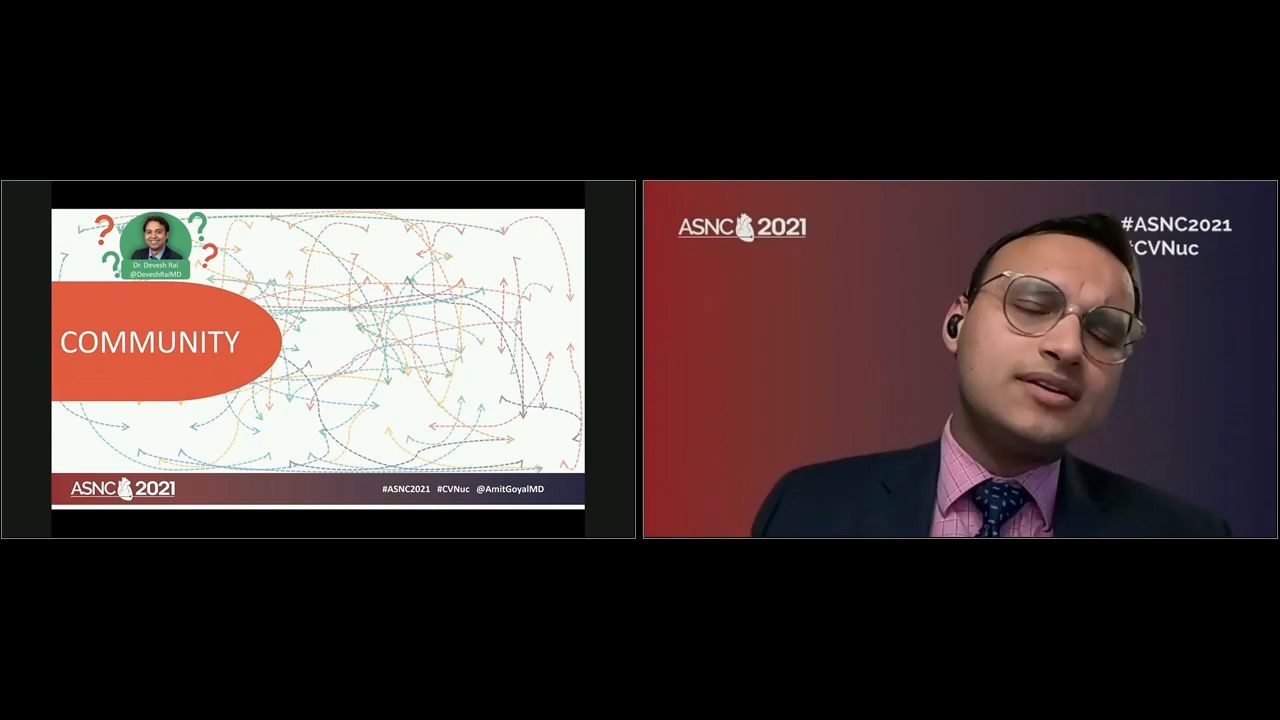 ?
?
?
?
Dr. Devesh Rai
@DeveshRaiMD
COMMUNITY
ASNC 2021
#ASNC2021 #CVNuc @AmitGoyalMD
ASNC 2021
#ASNC2021
#CVNuc